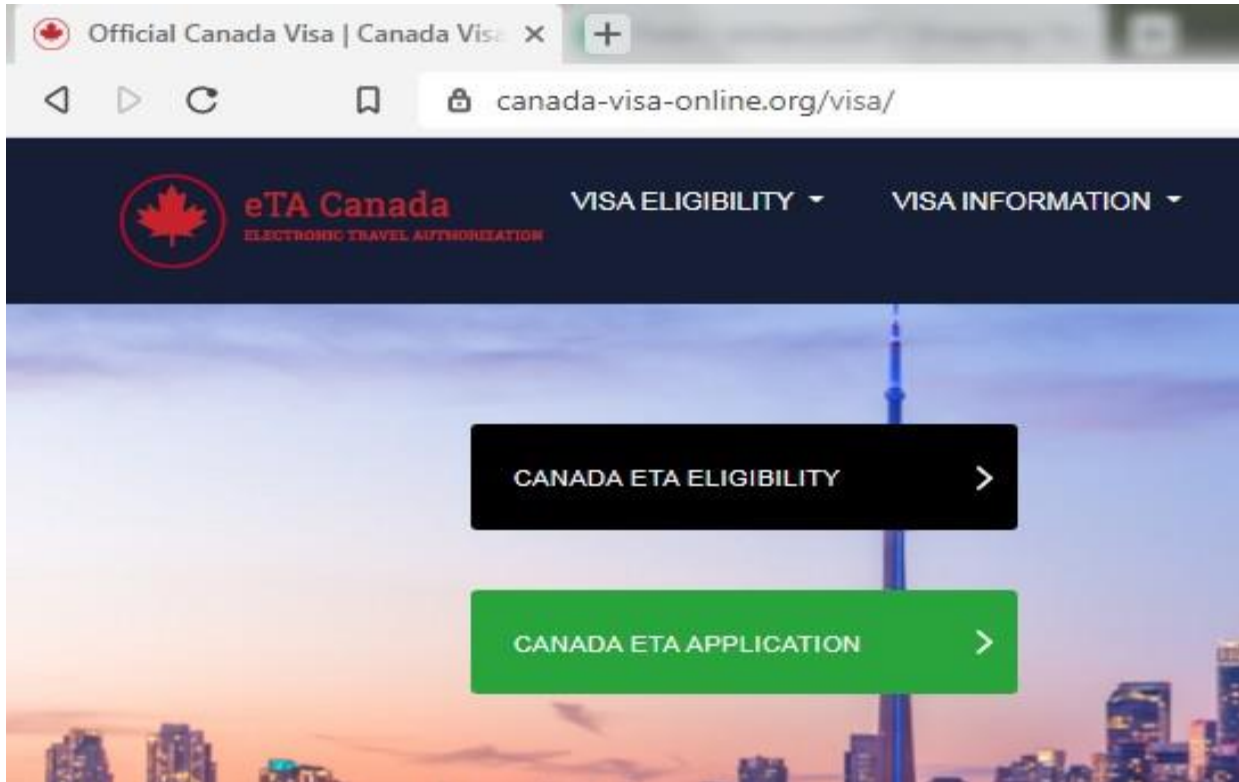 Official Canada Visa | Canada Vis
canada-visa-online.org/visa/
eTA Canada
ELECTRONIC TRAVEL AUTHORIZATION
VISA ELIGIBILITY
VISA INFORMATION
CANADA ETA ELIGIBILITY
CANADA ETA APPLICATION